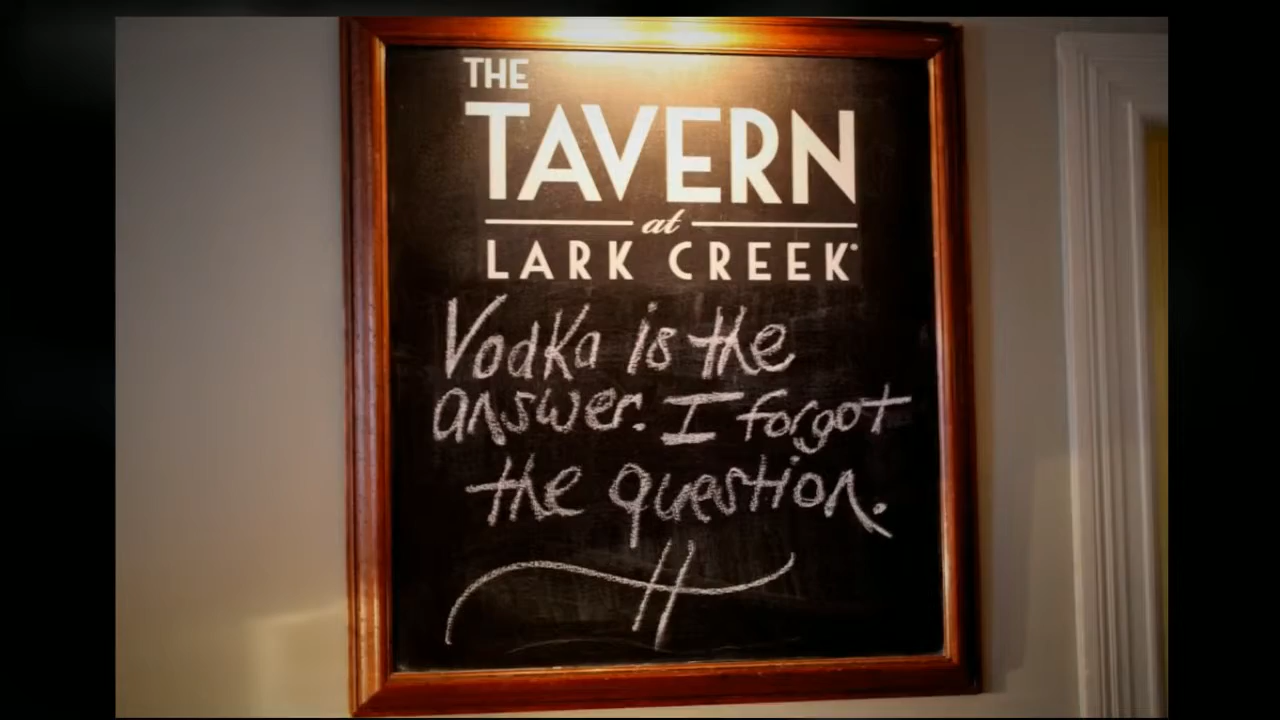 THE
TAVERN
at
LARK CREEK®
Vodka is the
answer. I forgot
the question.